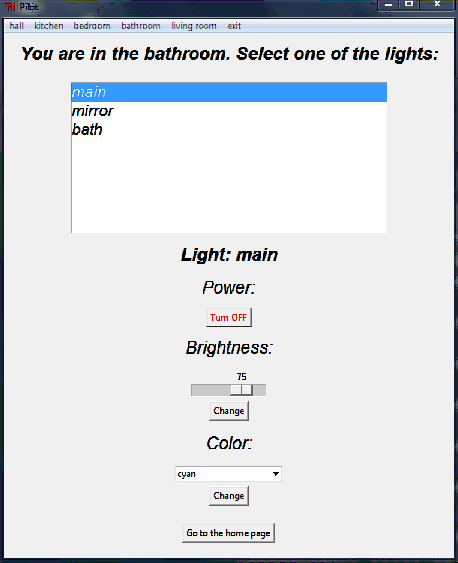 Pilot
hall kitchen bedroom bathroom living room exit
You are in the bathroom. Select one of the lights:
main
mirror
bath
Light: main
Power:
Turn OFF
Brightness:
75
Change
Color:
cyan
Change
Go to the home page